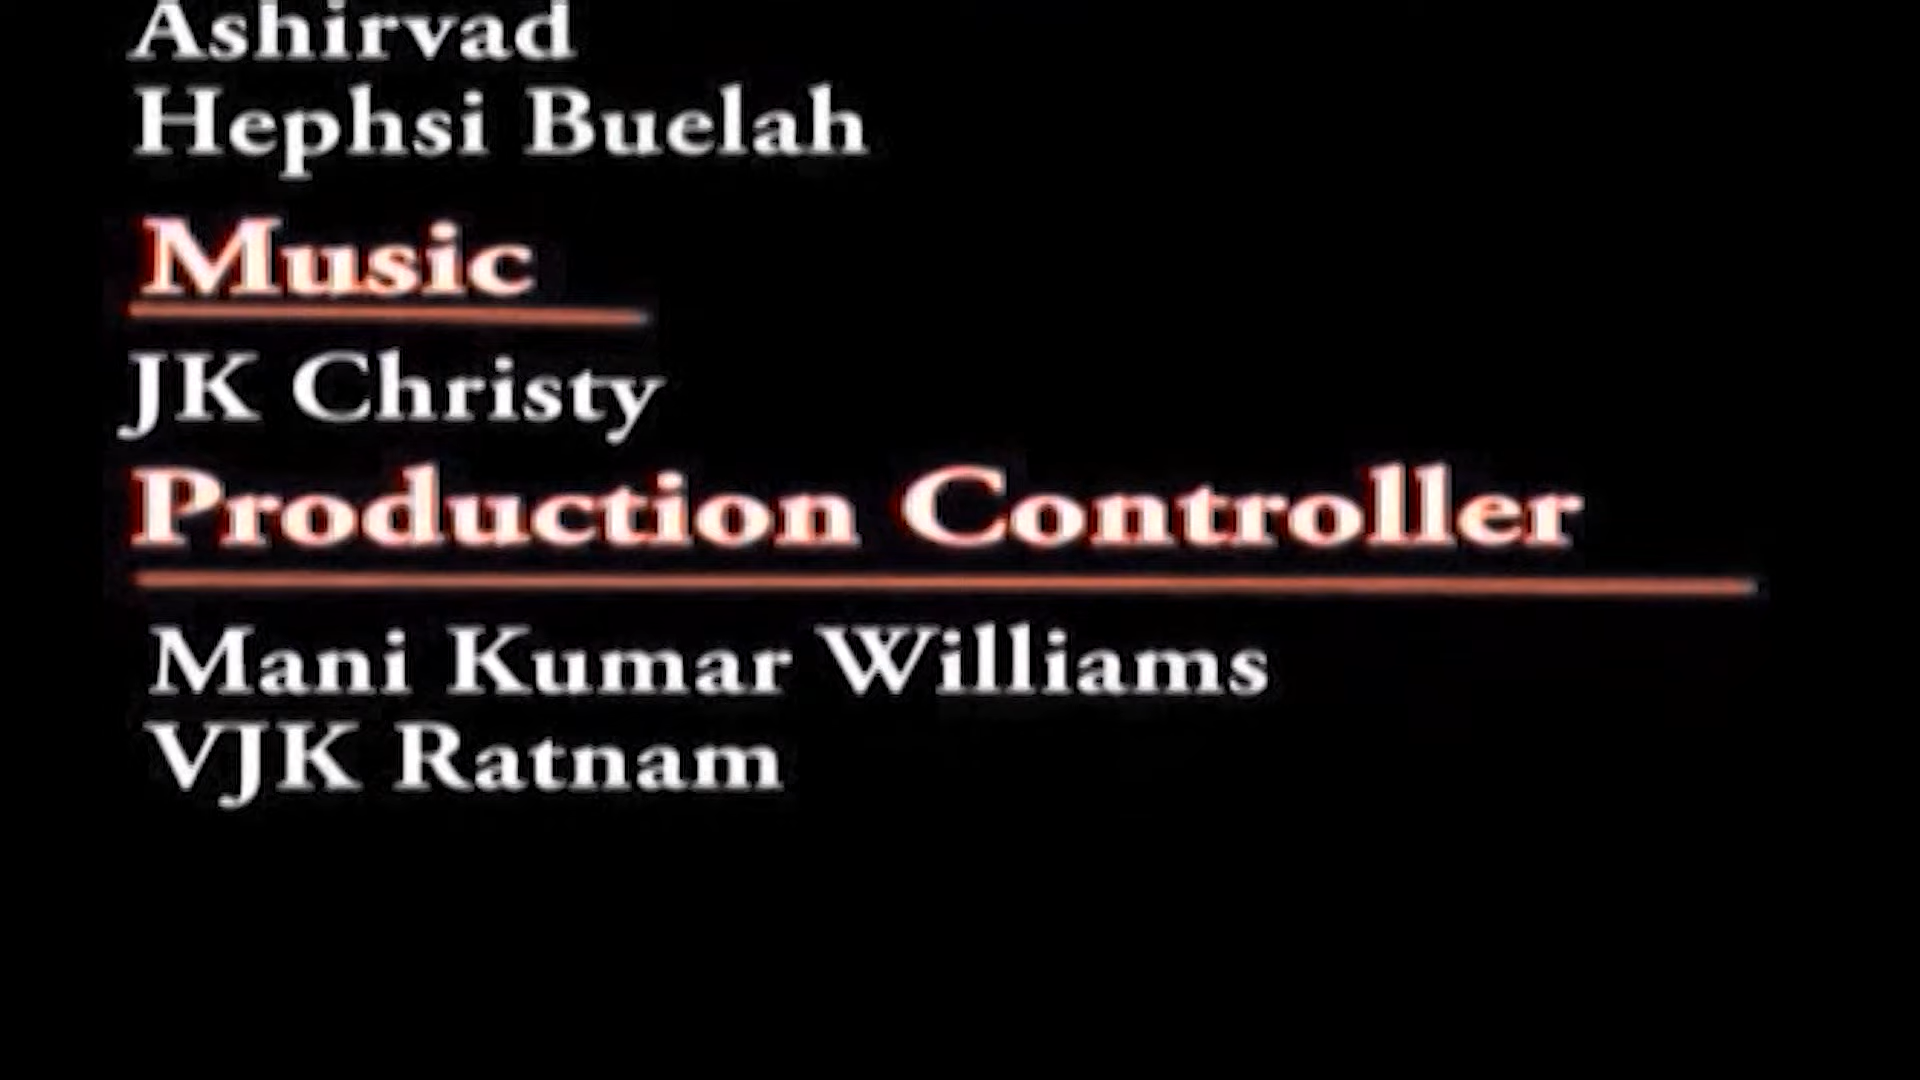 Ashirvad
Hephsi Buelah
Music
JK Christy
Production Controller
Mani Kumar Williams
VJK Ratnam